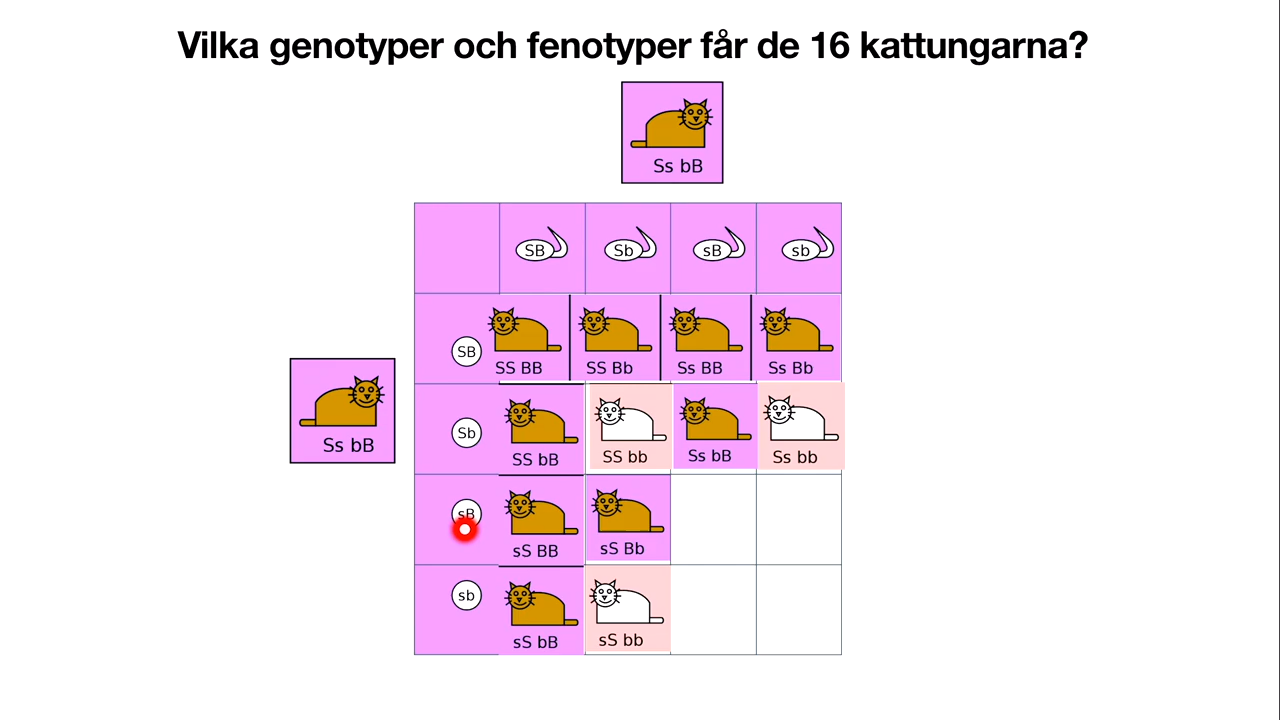 Vilka genotyper och fenotyper får de 16 kattungarna?
Ss bB
SB Sb sB sb
SB
SS BB SS Bb Ss BB Ss Bb
Ss bB
Sb
SS bB SS bb Ss bB Ss bb
sB
sS BB sS Bb
sb
sS bB sS bb